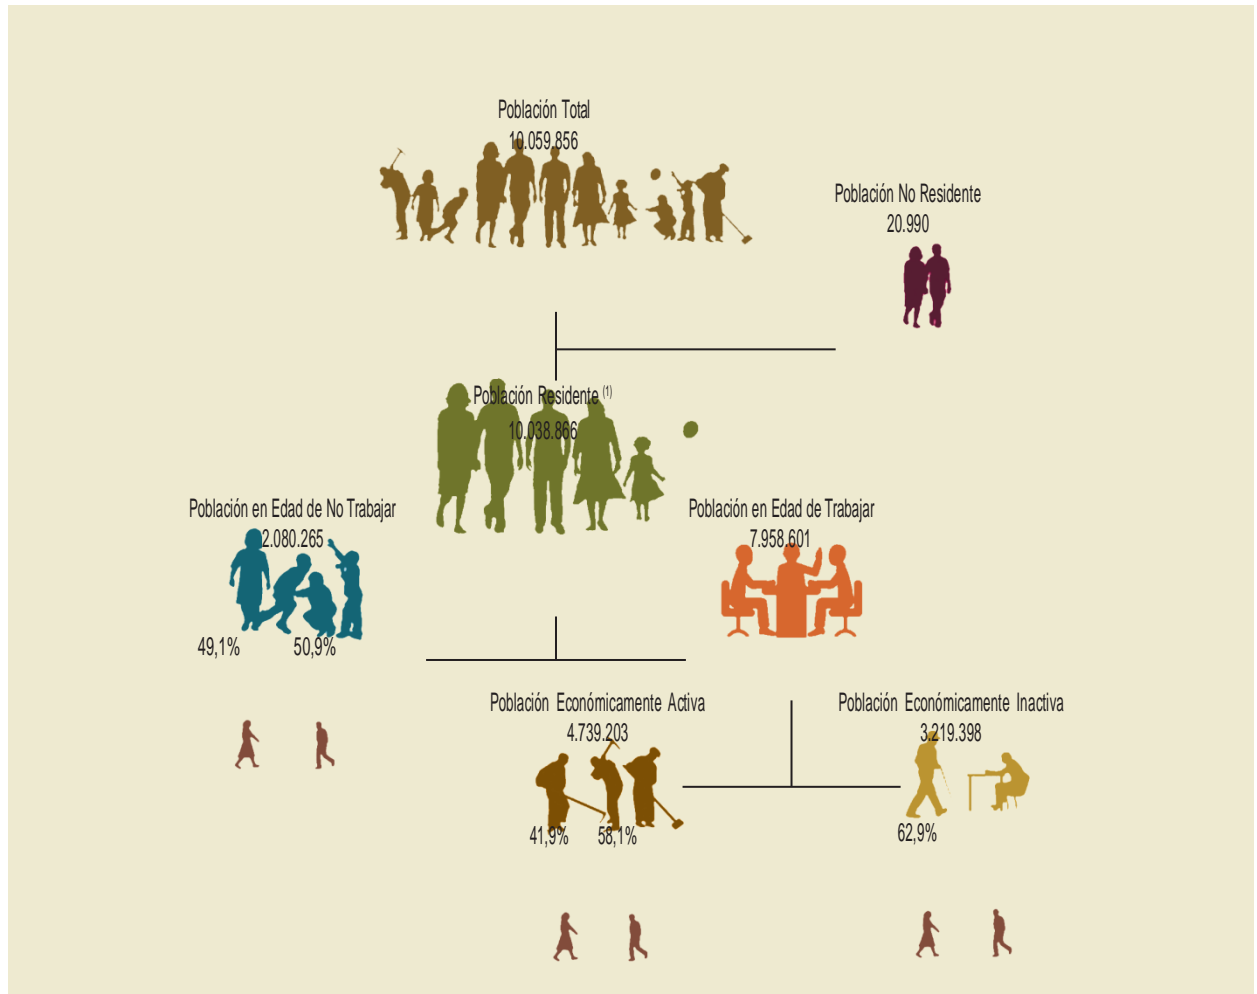 Población Total
10.059.856
Población No Residente
20.990
Población Residente (1)
10.038.866
Población en Edad de No Trabajar
2.080.265
49,1% 50,9%
Población en Edad de Trabajar
7.958.601
Población Económicamente Activa
4.739.203
41,9% 58,1%
Población Económicamente Inactiva
3.219.398
62,9%